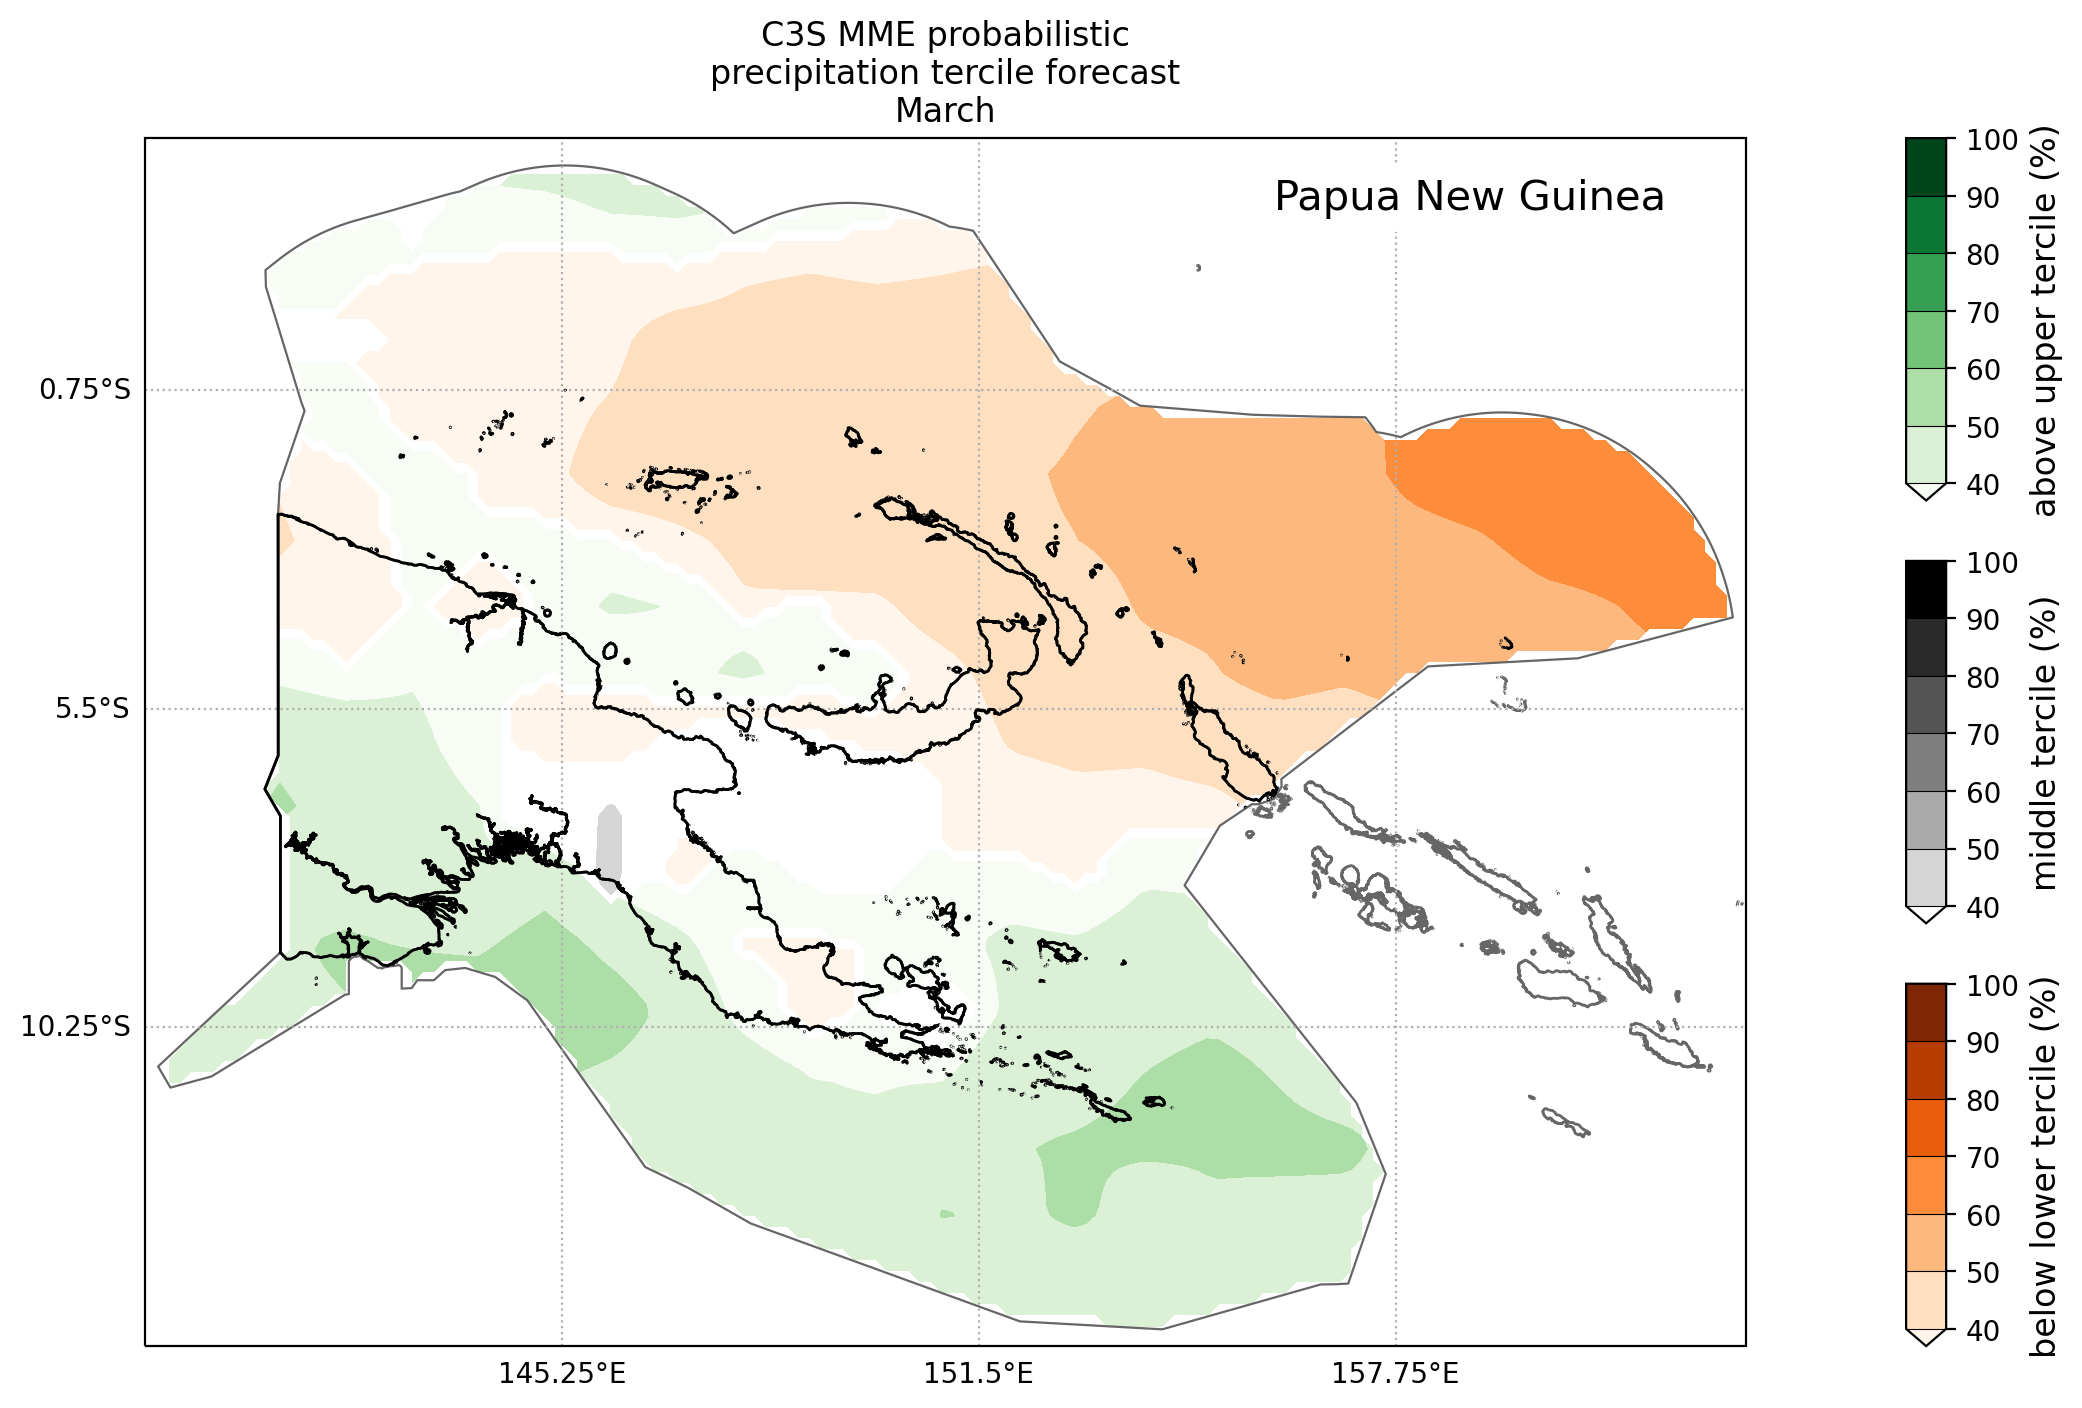 C3S MME probabilistic
precipitation tercile forecast
March
Papua New Guinea
0.75°S
5.5°S
10.25°S
145.25°E
151.5°E
157.75°E
100
90
80
70
60
50
40
above upper tercile (%)
100
90
80
70
60
50
40
middle tercile (%)
100
90
80
70
60
50
40
below lower tercile (%)